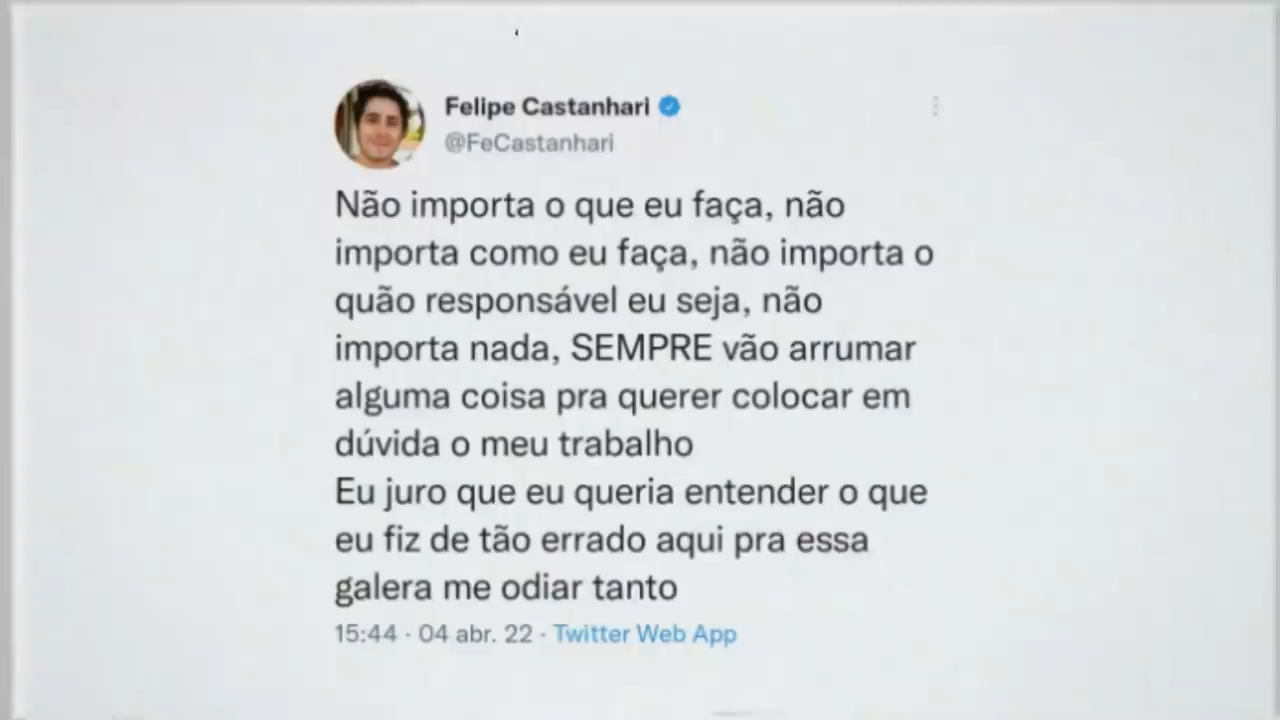 Felipe Castanhari
@FeCastanhari
Não importa o que eu faça, não
importa como eu faça, não importa o
quão responsável eu seja, não
importa nada, SEMPRE vão arrumar
alguma coisa pra querer colocar em
dúvida o meu trabalho
Eu juro que eu queria entender o que
eu fiz de tão errado aqui pra essa
galera me odiar tanto
15:44 · 04 abr. 22 · Twitter Web App